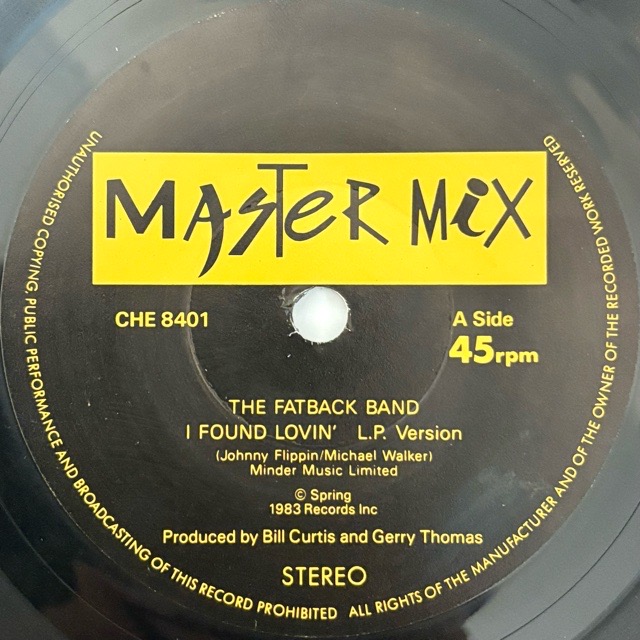 MASTER MiX
CHE 8401
A Side
45rpm
THE FATBACK BAND
I FOUND LOVIN' L.P. Version
(Johnny Flippin/Michael Walker)
Minder Music Limited
© Spring
1983 Records Inc
Produced by Bill Curtis and Gerry Thomas
STEREO
UNAUTHORISED COPYING, PUBLIC PERFORMANCE AND BROADCASTING OF THIS RECORD PROHIBITED ALL RIGHTS OF THE MANUFACTURER AND OF THE OWNER OF THE RECORDED WORK RESERVED